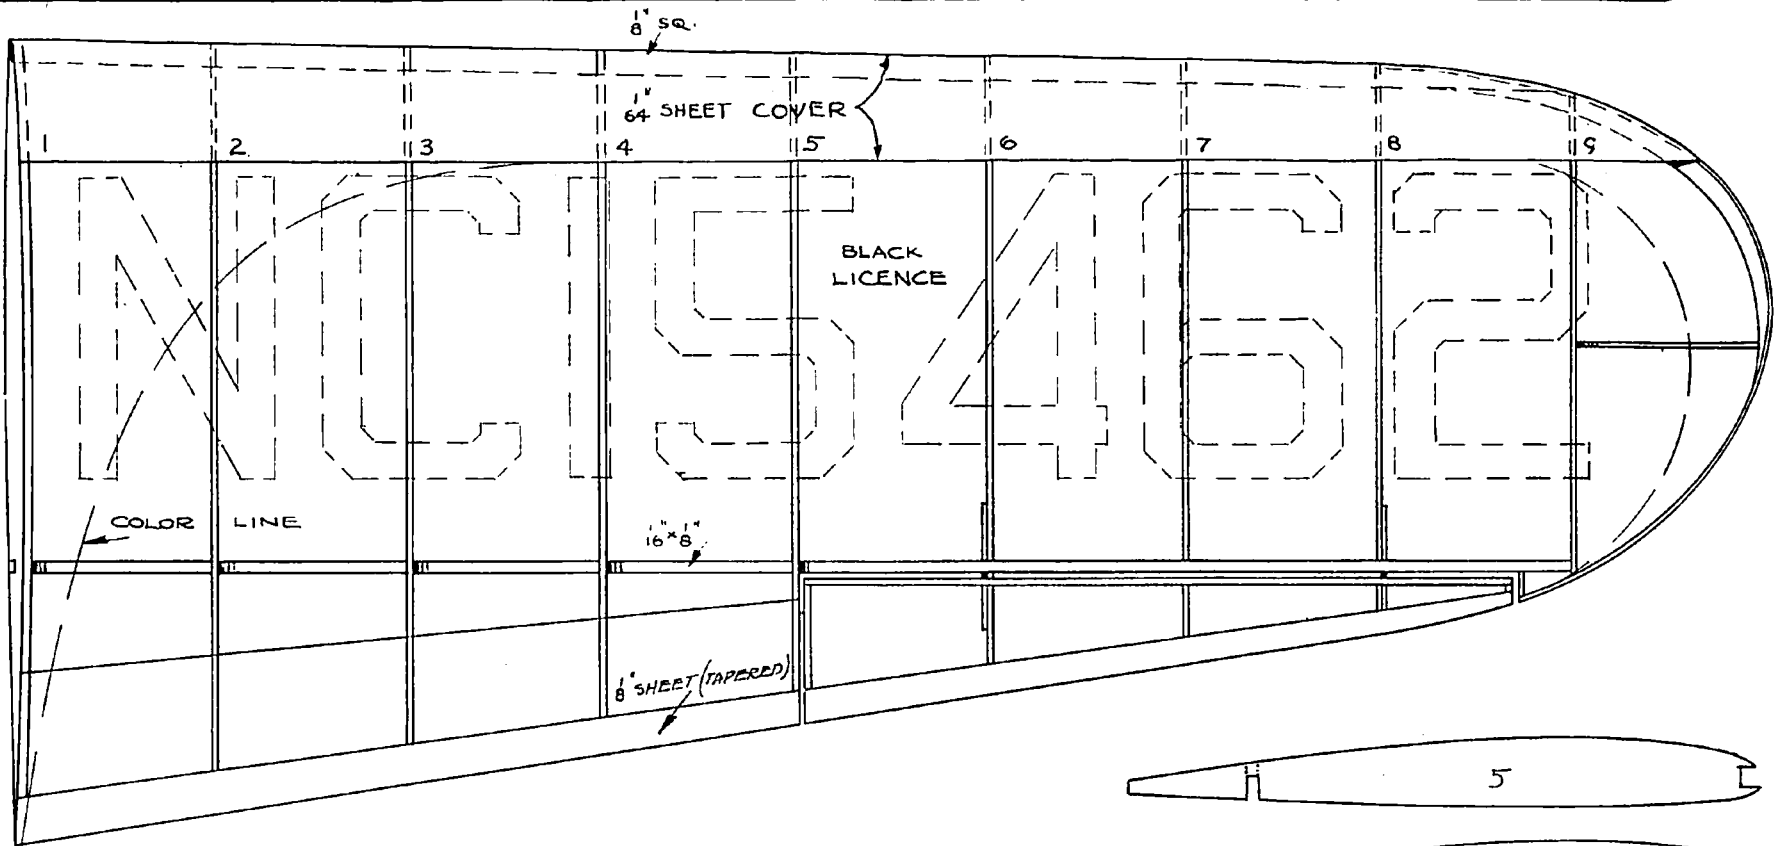 1/8" SQ.
1/64" SHEET COVER
1 2 3 4 5 6 7 8 9
NC15462
BLACK
LICENCE
COLOR LINE
1/16" x 1/8"
1/8" SHEET (TAPERED)
5